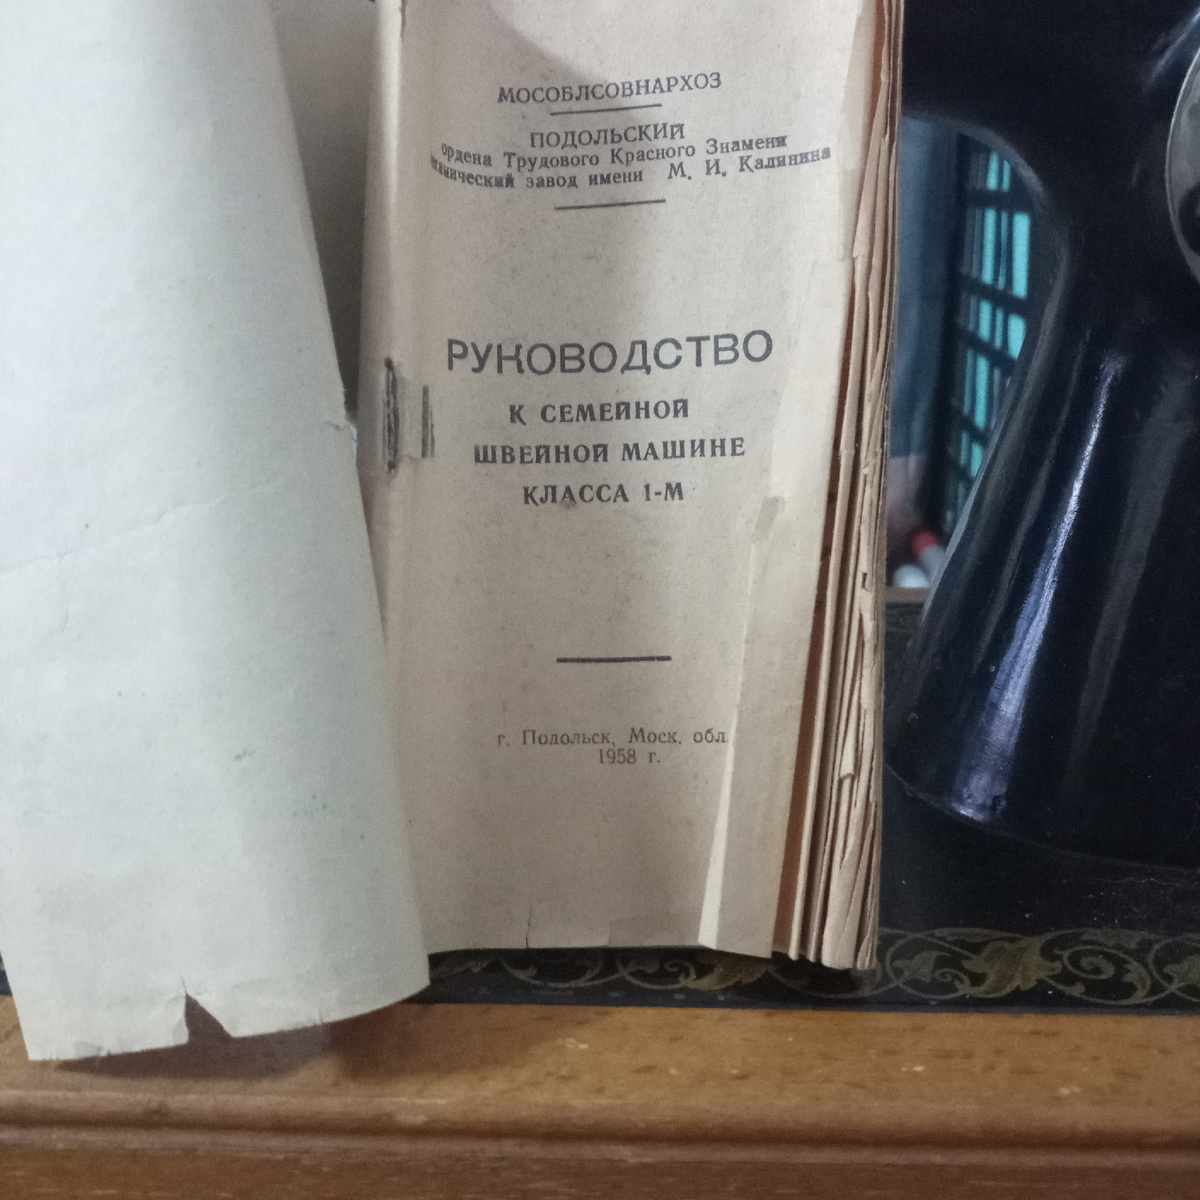 МОСОБЛСОВНАРХОЗ
ПОДОЛЬСКИЙ
ордена Трудового Красного Знамени
завод имени М. И. Калинина
РУКОВОДСТВО
К СЕМЕЙНОЙ
ШВЕЙНОЙ МАШИНЕ
КЛАССА 1-М
г. Подольск, Моск. обл
1958 г.